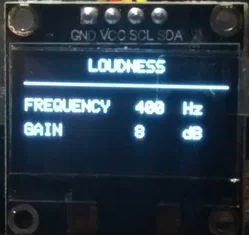 GND VCC SCL SDA
LOUDNESS
FREQUENCY 400 Hz
GAIN 8 dB